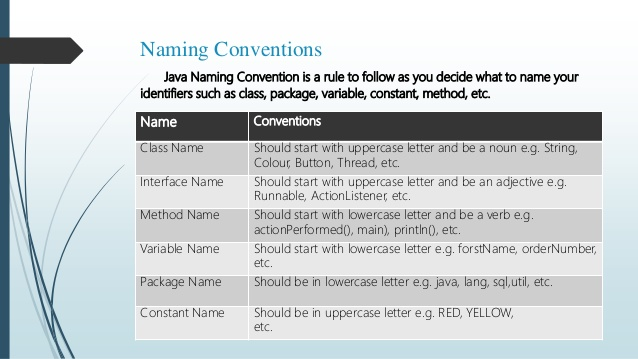 Naming Conventions
Java Naming Convention is a rule to follow as you decide what to name your
identifiers such as class, package, variable, constant, method, etc.
Name Conventions
Class Name Should start with uppercase letter and be a noun e.g. String,
Colour, Button, Thread, etc.
Interface Name Should start with uppercase letter and be an adjective e.g.
Runnable, ActionListener, etc.
Method Name Should start with lowercase letter and be a verb e.g.
actionPerformed(), main), println(), etc.
Variable Name Should start with lowercase letter e.g. forstName, orderNumber,
etc.
Package Name Should be in lowercase letter e.g. java, lang, sql,util, etc.
Constant Name Should be in uppercase letter e.g. RED, YELLOW,
etc.